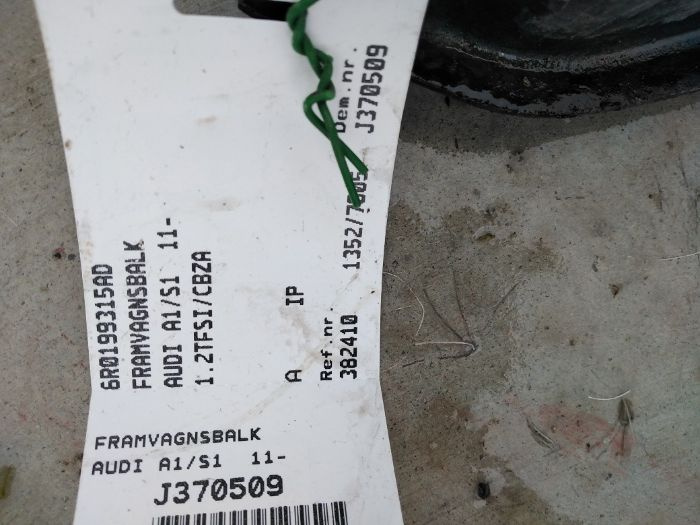 6R0199315AD
FRAMVAGNSBALK
AUDI A1/S1 11-
1.2TFSI/CBZA
A IP
Ref.nr. Dem.nr.
382410 1352/7005 J370509
FRAMVAGNSBALK
AUDI A1/S1 11-
J370509